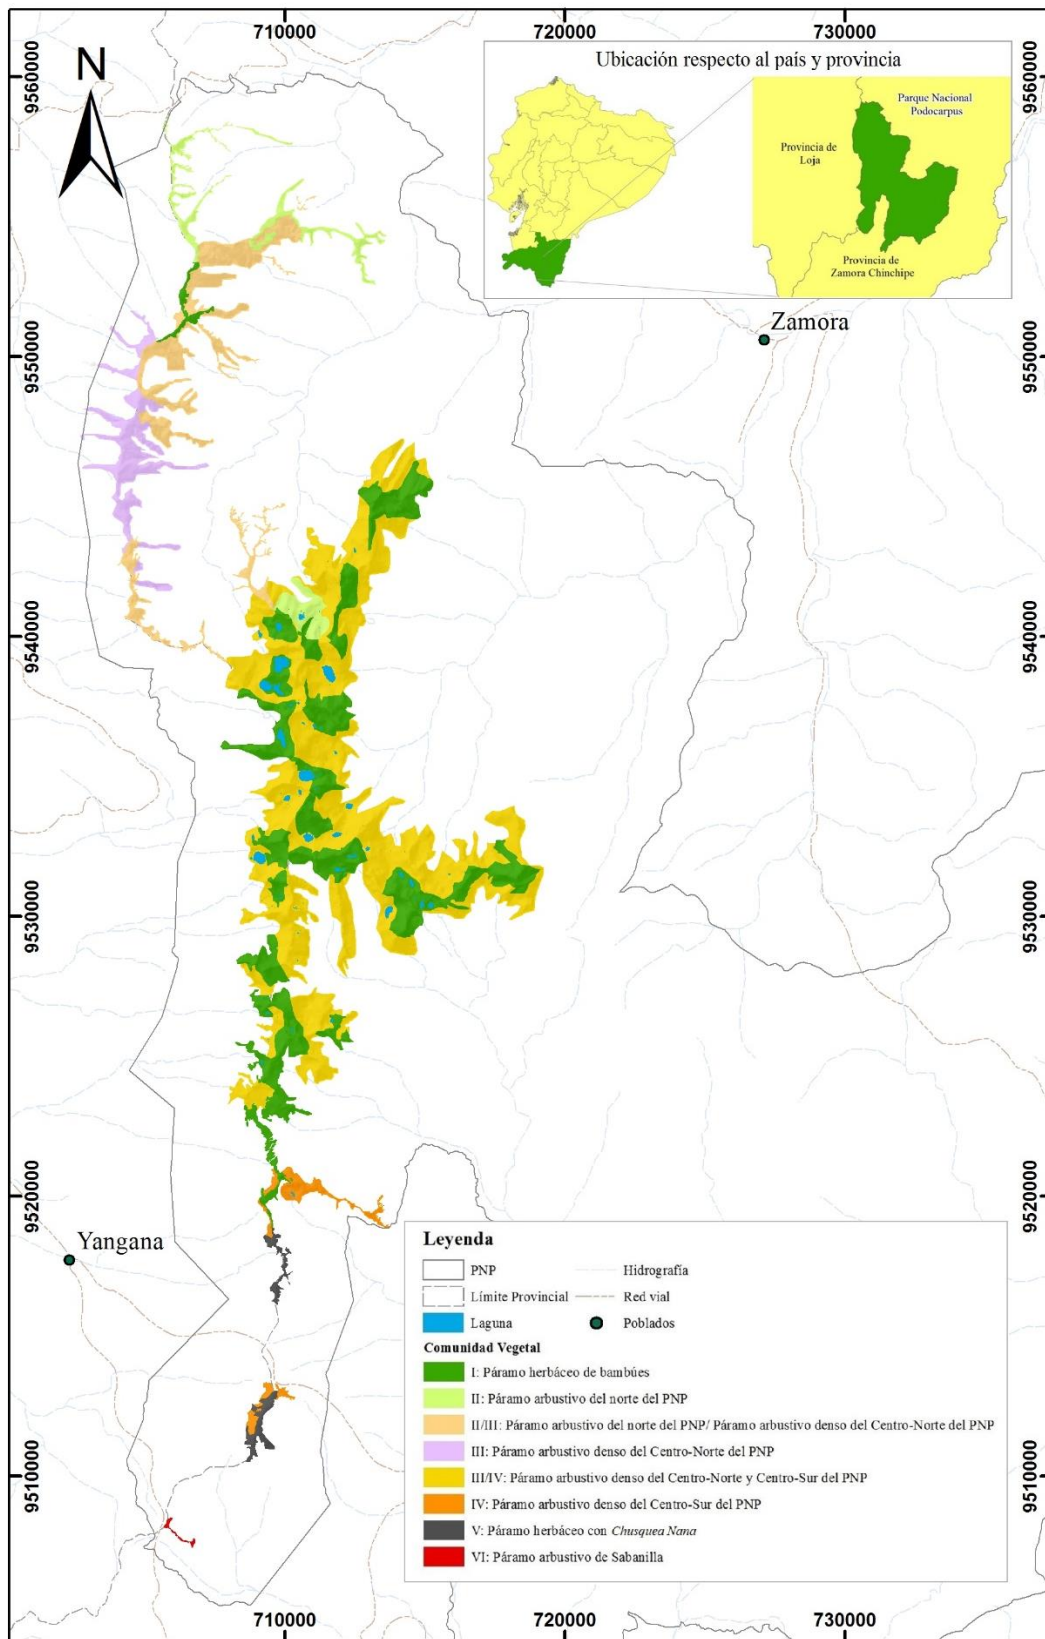 710000
720000
730000
N
9560000
9560000
Ubicación respecto al país y provincia
Parque Nacional
Podocarpus
Provincia de
Loja
Provincia de
Zamora Chinchipe
Zamora
9550000
9550000
9540000
9540000
9530000
9530000
9520000
9520000
Yangana
Leyenda
PNP
Hidrografía
Límite Provincial
Red vial
Laguna
Poblados
Comunidad Vegetal
I: Páramo herbáceo de bambúes
II: Páramo arbustivo del norte del PNP
II/III: Páramo arbustivo del norte del PNP/ Páramo arbustivo denso del Centro-Norte del PNP
III: Páramo arbustivo denso del Centro-Norte del PNP
III/IV: Páramo arbustivo denso del Centro-Norte y Centro-Sur del PNP
IV: Páramo arbustivo denso del Centro-Sur del PNP
V: Páramo herbáceo con Chusquea Nana
VI: Páramo arbustivo de Sabanilla
9510000
9510000
710000
720000
730000